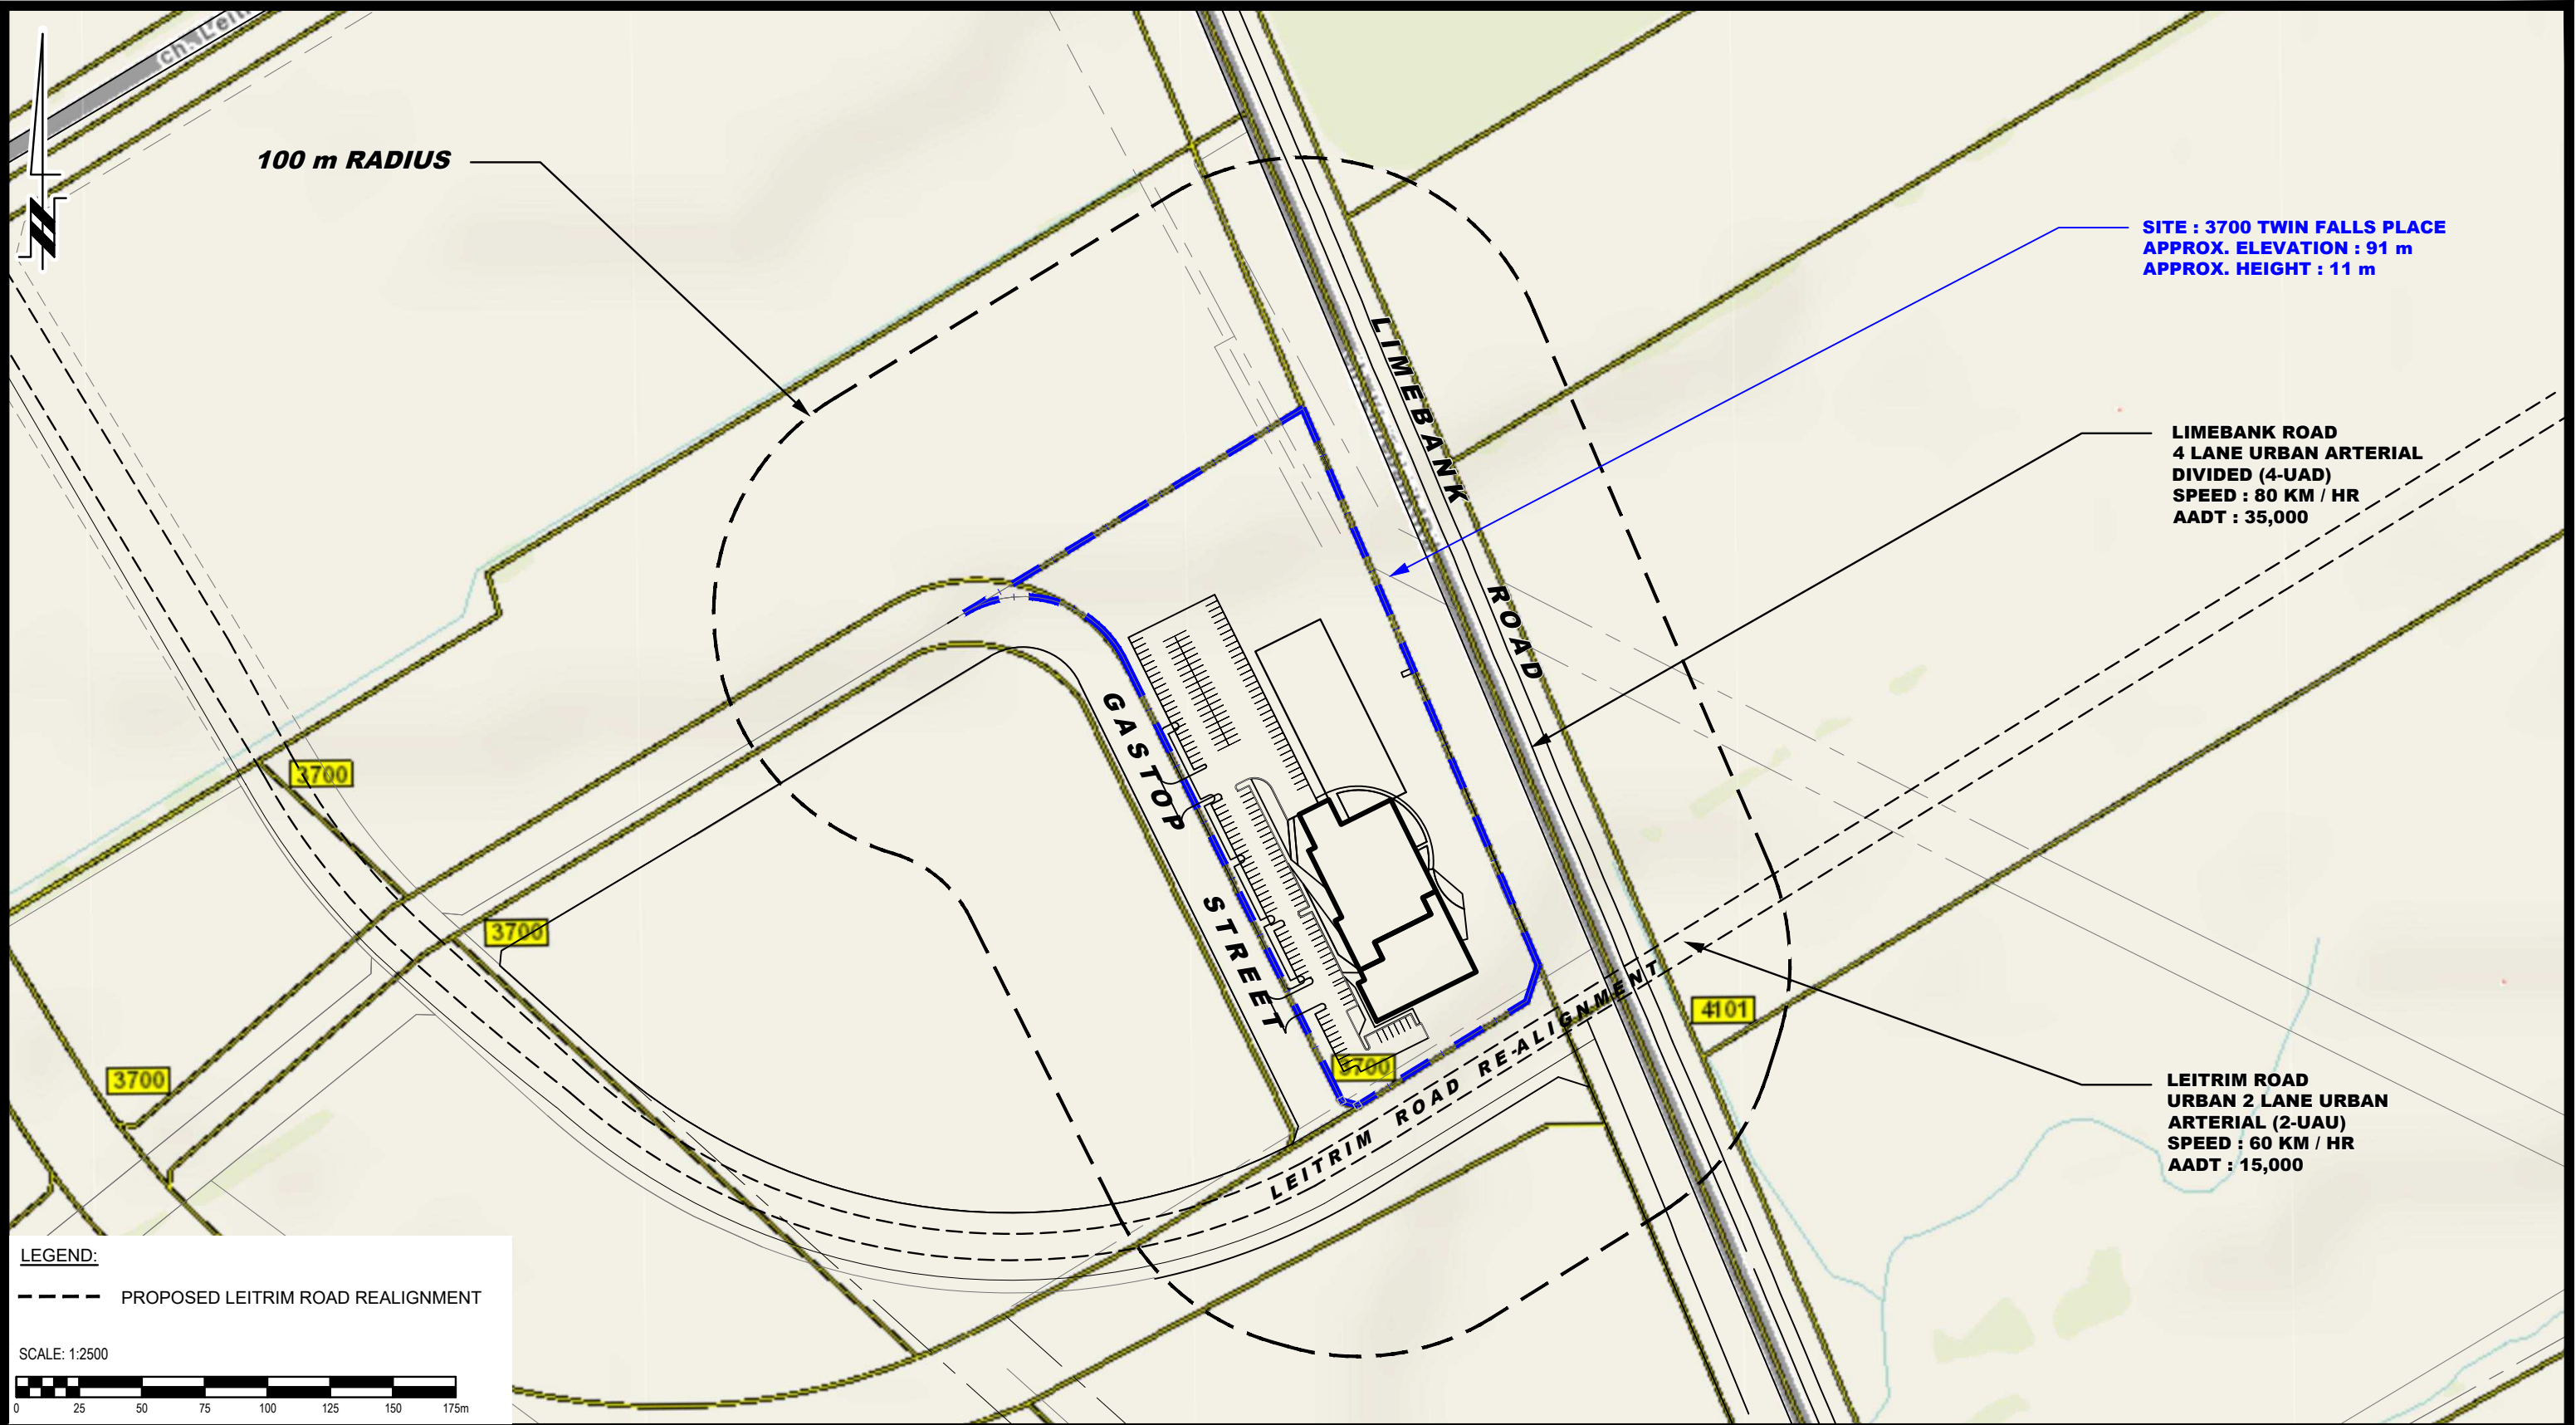 ch. Leitri
N
100 m RADIUS
SITE : 3700 TWIN FALLS PLACE
APPROX. ELEVATION : 91 m
APPROX. HEIGHT : 11 m
LIMEBANK ROAD
LIMEBANK ROAD
4 LANE URBAN ARTERIAL
DIVIDED (4-UAD)
SPEED : 80 KM / HR
AADT : 35,000
GASTOP STREET
3700
3700
3700
3700
4101
LEITRIM ROAD RE-ALIGNMENT
LEITRIM ROAD
URBAN 2 LANE URBAN
ARTERIAL (2-UAU)
SPEED : 60 KM / HR
AADT : 15,000
LEGEND:
PROPOSED LEITRIM ROAD REALIGNMENT
SCALE: 1:2500
0 25 50 75 100 125 150 175m